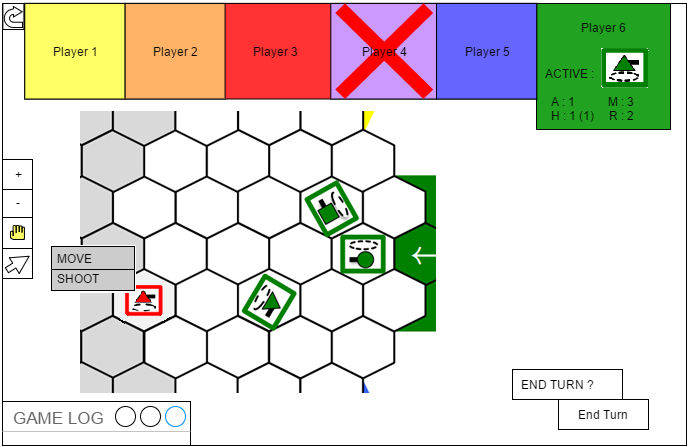 Player 1
Player 2
Player 3
Player 4
Player 5
Player 6
ACTIVE :
A : 1 M : 3
H : 1 (1) R : 2
+
-
MOVE
SHOOT
END TURN ?
End Turn
GAME LOG